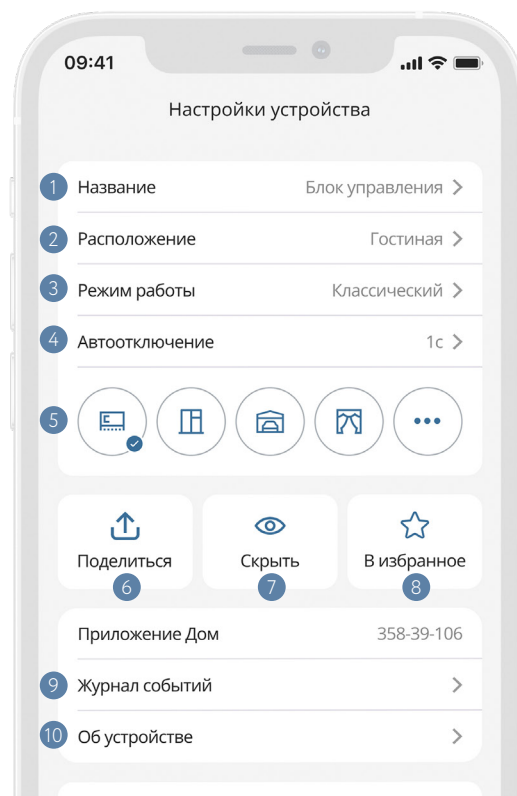 09:41
Настройки устройства
1 Название Блок управления
2 Расположение Гостиная
3 Режим работы Классический
4 Автоотключение 1с
5
Поделиться Скрыть В избранное
6 7 8
Приложение Дом 358-39-106
9 Журнал событий
10 Об устройстве